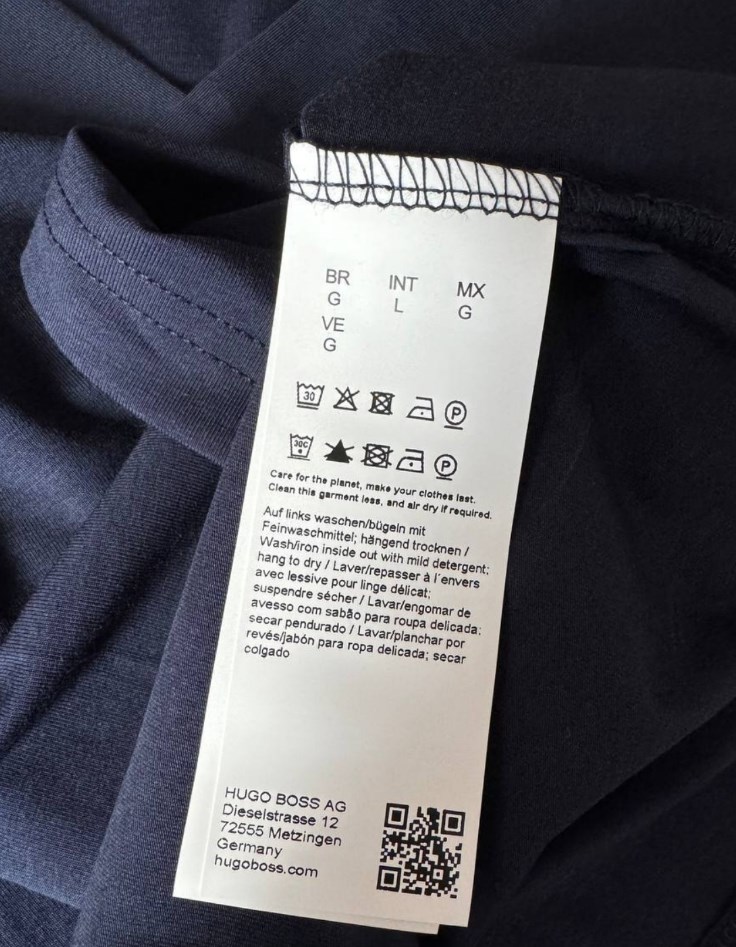 BR INT MX
G L G
VE
G
30 P
30C P
Care for the planet, make your clothes last.
Clean this garment less, and air dry if required.
Auf links waschen/bügeln mit
Feinwaschmittel; hängend trocknen /
Wash/iron inside out with mild detergent;
hang to dry / Laver/repasser à l´envers
avec lessive pour linge délicat;
suspendre sécher / Lavar/engomar de
avesso com sabão para roupa delicada;
secar pendurado / Lavar/planchar por
revés/jabón para ropa delicada; secar
colgado
HUGO BOSS AG
Dieselstrasse 12
72555 Metzingen
Germany
hugoboss.com